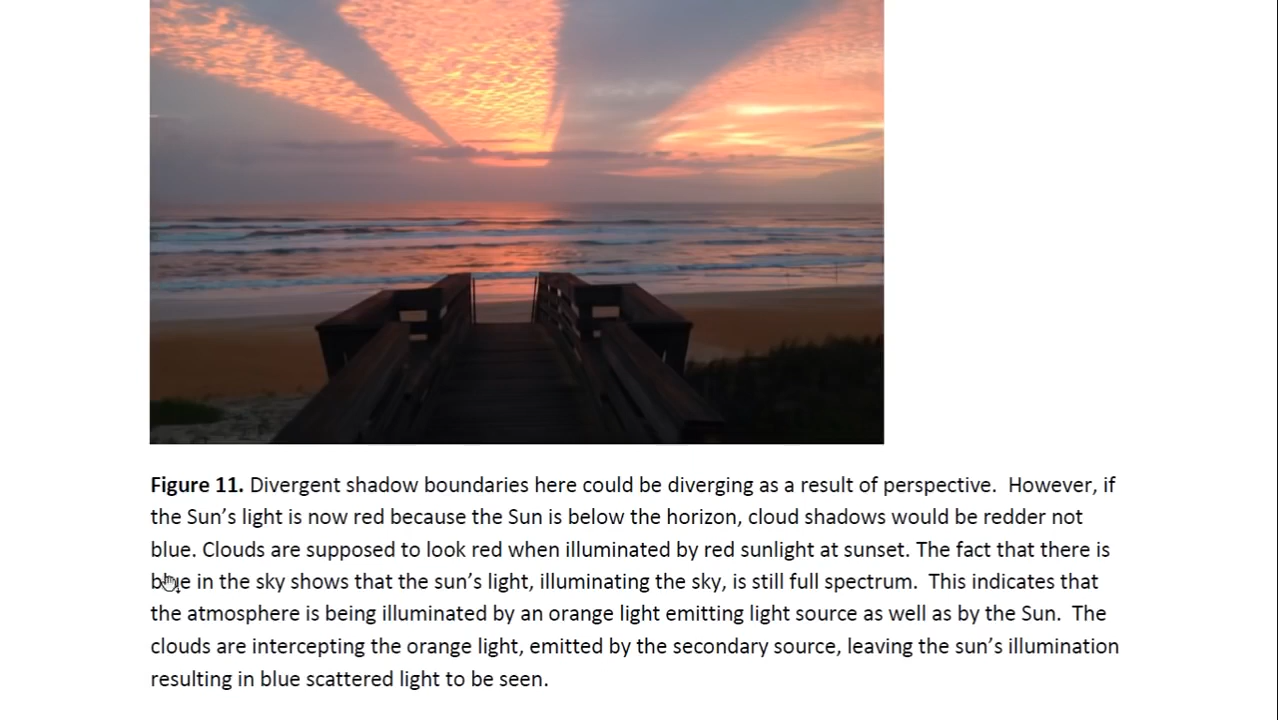 Figure 11. Divergent shadow boundaries here could be diverging as a result of perspective.  However, if
the Sun’s light is now red because the Sun is below the horizon, cloud shadows would be redder not
blue. Clouds are supposed to look red when illuminated by red sunlight at sunset. The fact that there is
blue in the sky shows that the sun’s light, illuminating the sky, is still full spectrum.  This indicates that
the atmosphere is being illuminated by an orange light emitting light source as well as by the Sun.  The
clouds are intercepting the orange light, emitted by the secondary source, leaving the sun’s illumination
resulting in blue scattered light to be seen.